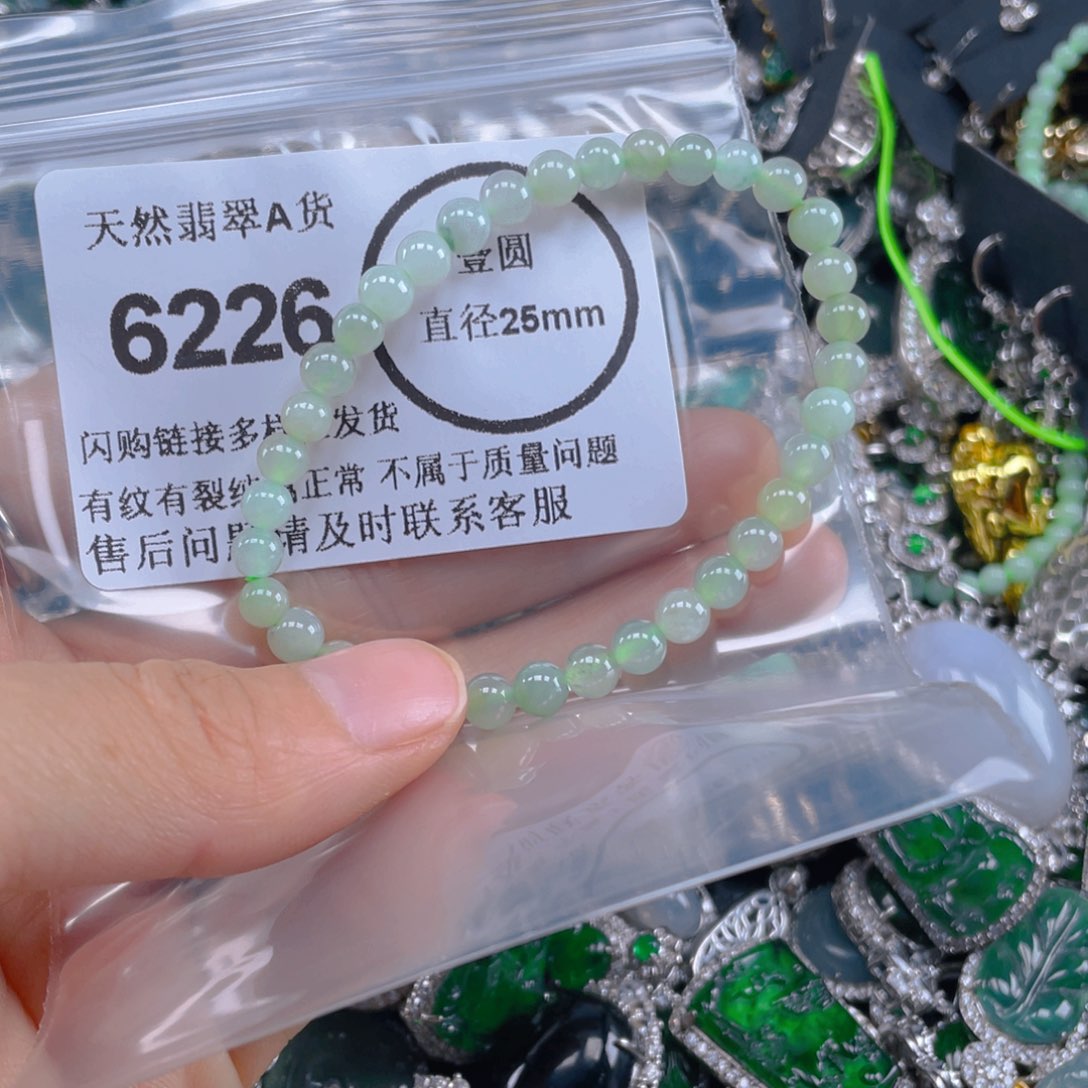 天然翡翠A货
6226
壹圆
直径25mm
闪购链接多 发货
有纹有裂 正常 不属于质量问题
售后问 请及时联系客服